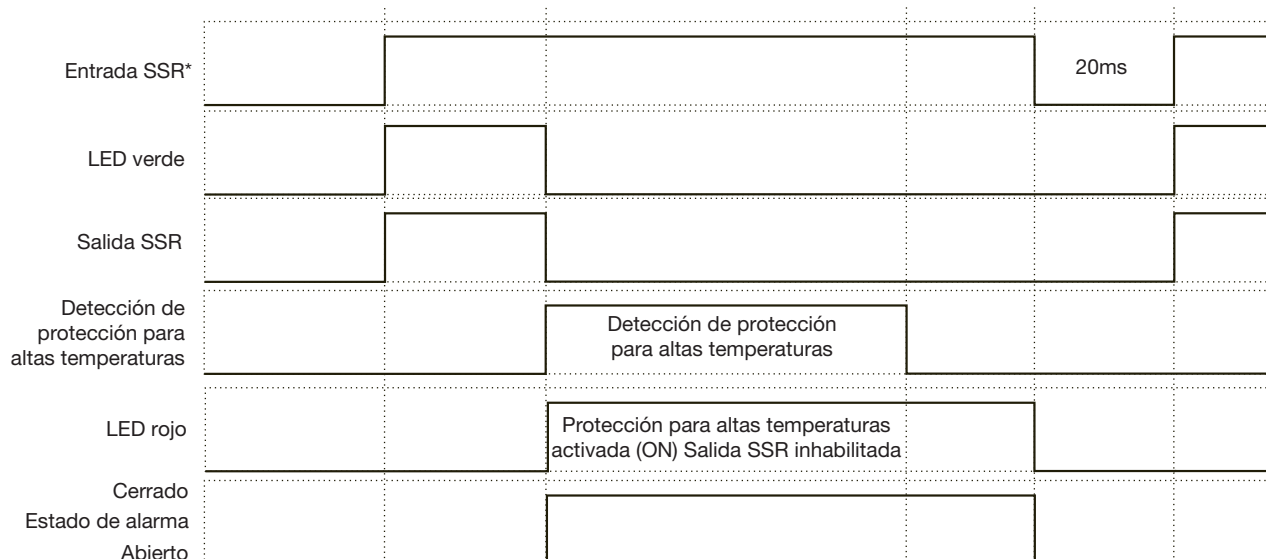 Entrada SSR*
20ms
LED verde
Salida SSR
Detección de
protección para
altas temperaturas
Detección de protección
para altas temperaturas
LED rojo
Protección para altas temperaturas
activada (ON) Salida SSR inhabilitada
Cerrado
Estado de alarma
Abierto